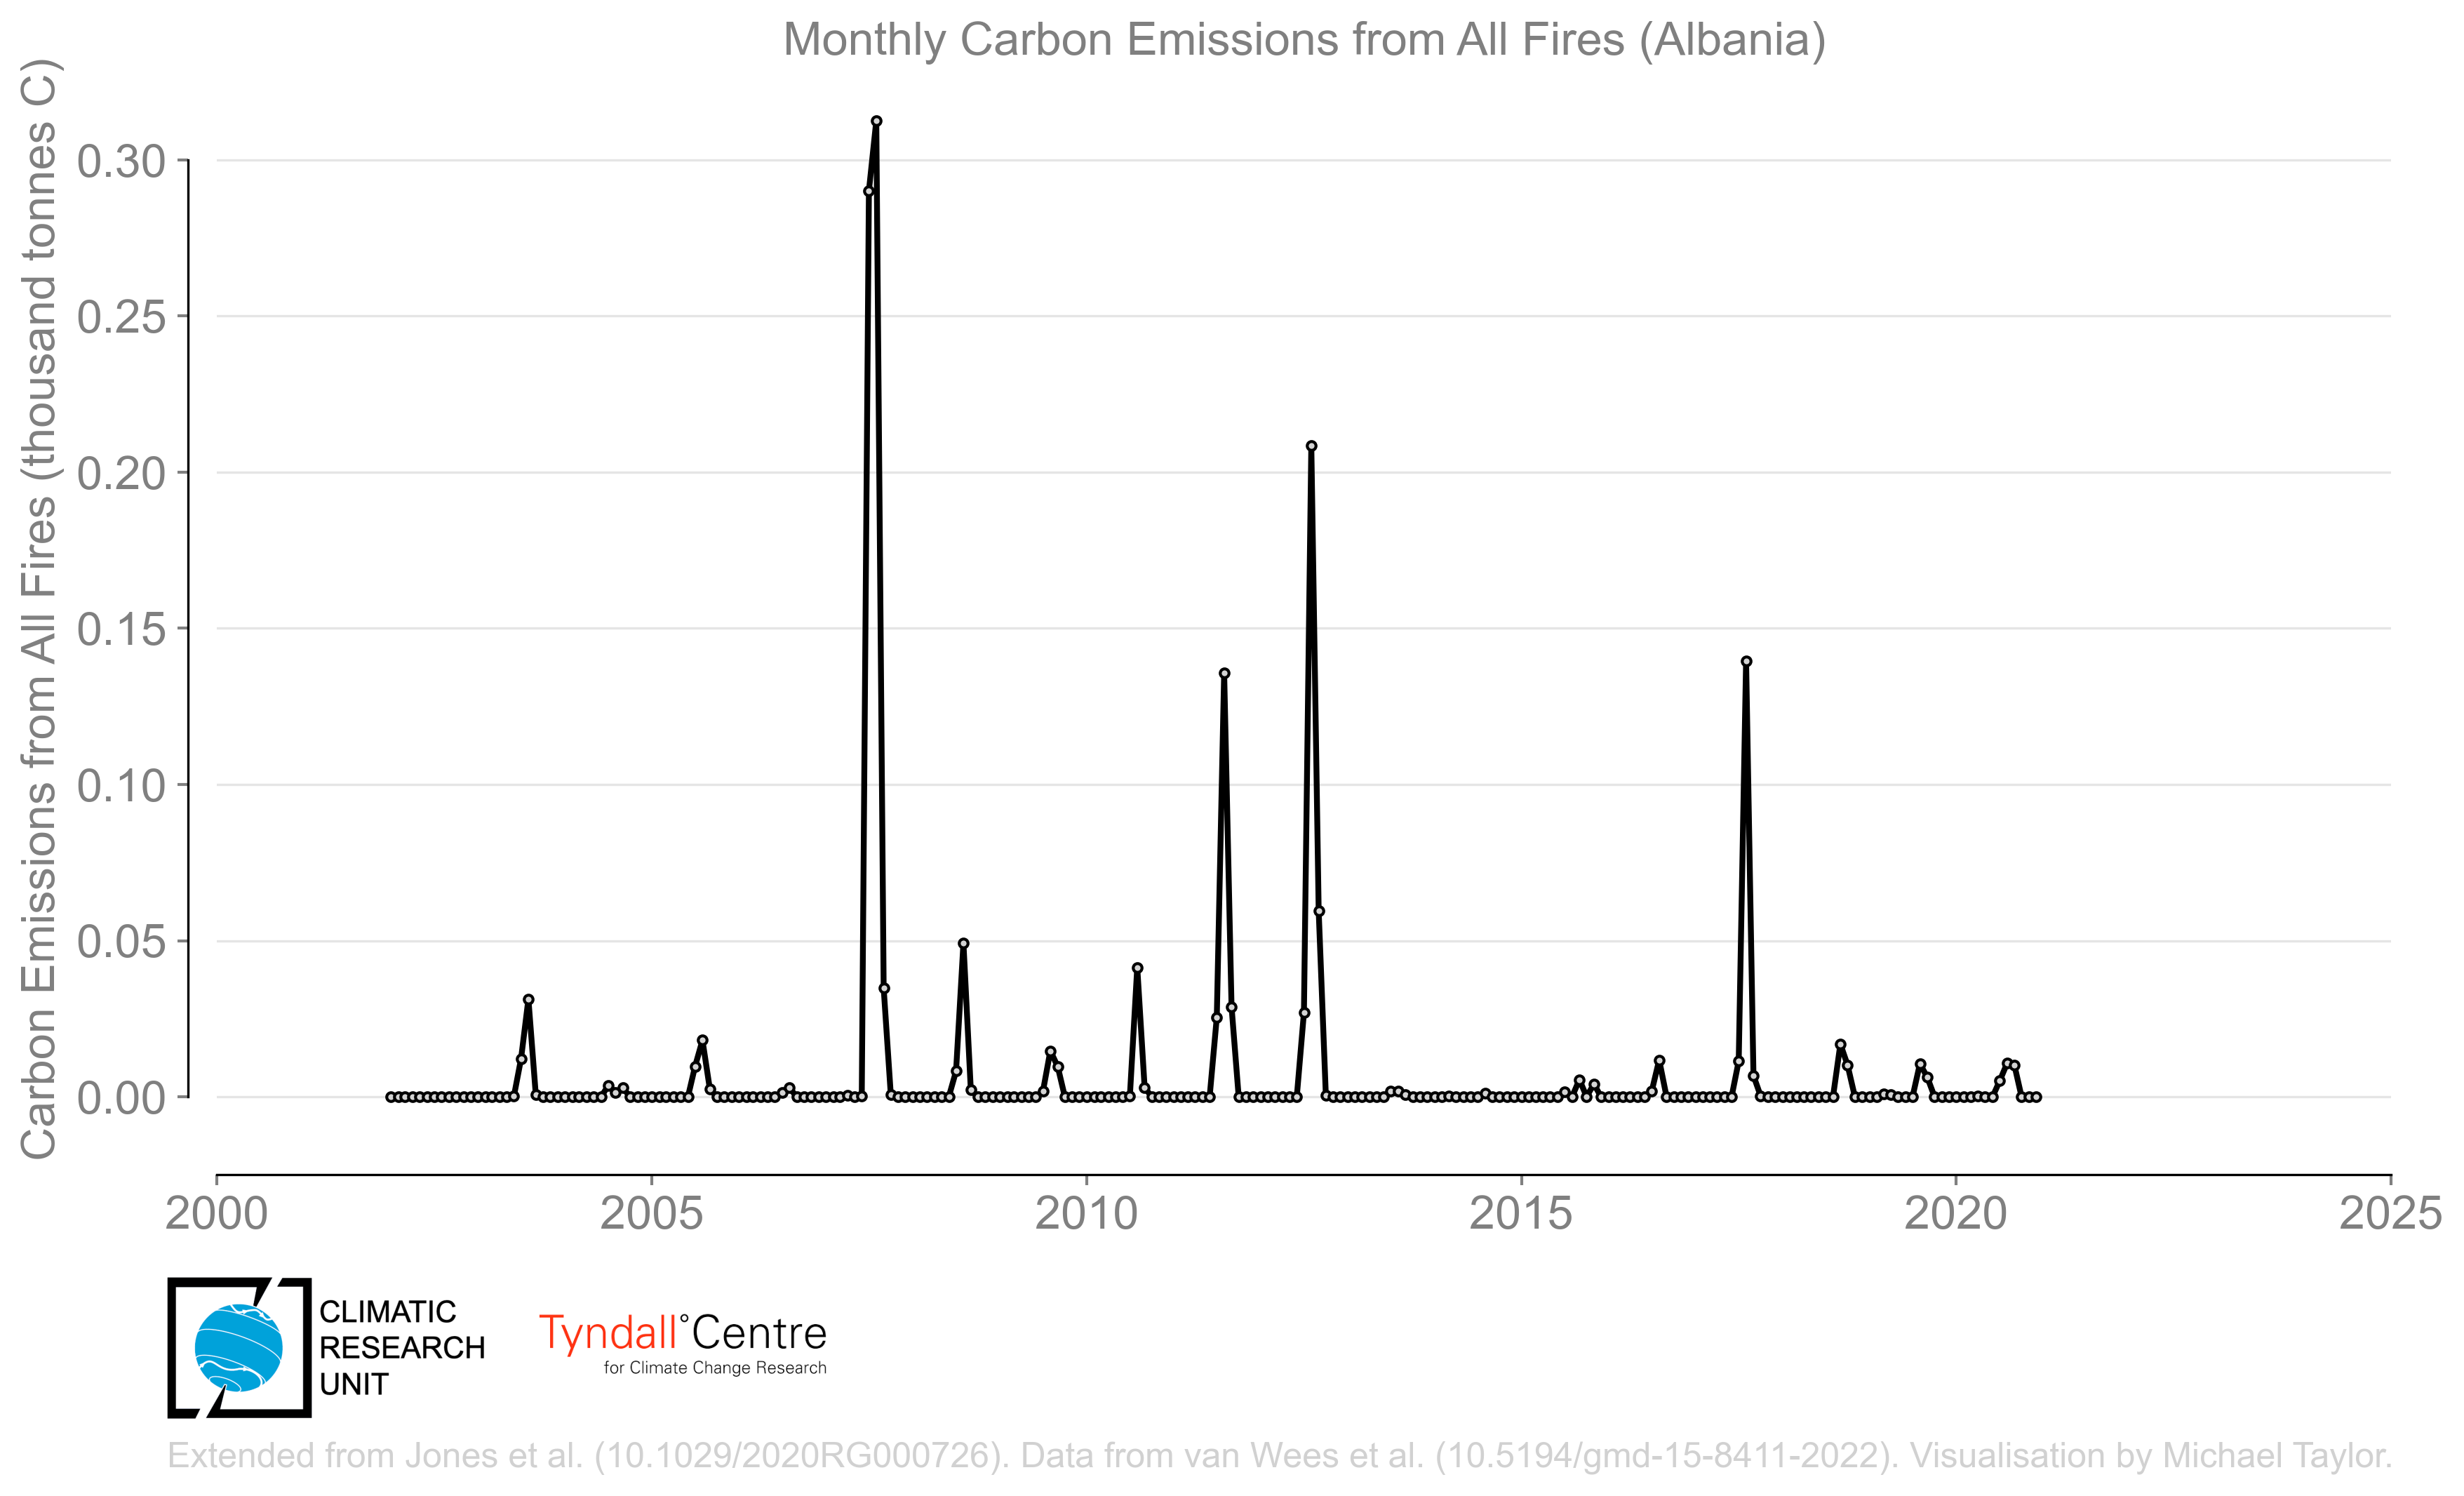 Monthly Carbon Emissions from All Fires (Albania)
Carbon Emissions from All Fires (thousand tonnes C)
0.30
0.25
0.20
0.15
0.10
0.05
0.00
2000 2005 2010 2015 2020 2025
CLIMATIC
RESEARCH
UNIT
Tyndall°Centre
for Climate Change Research
Extended from Jones et al. (10.1029/2020RG000726). Data from van Wees et al. (10.5194/gmd-15-8411-2022). Visualisation by Michael Taylor.